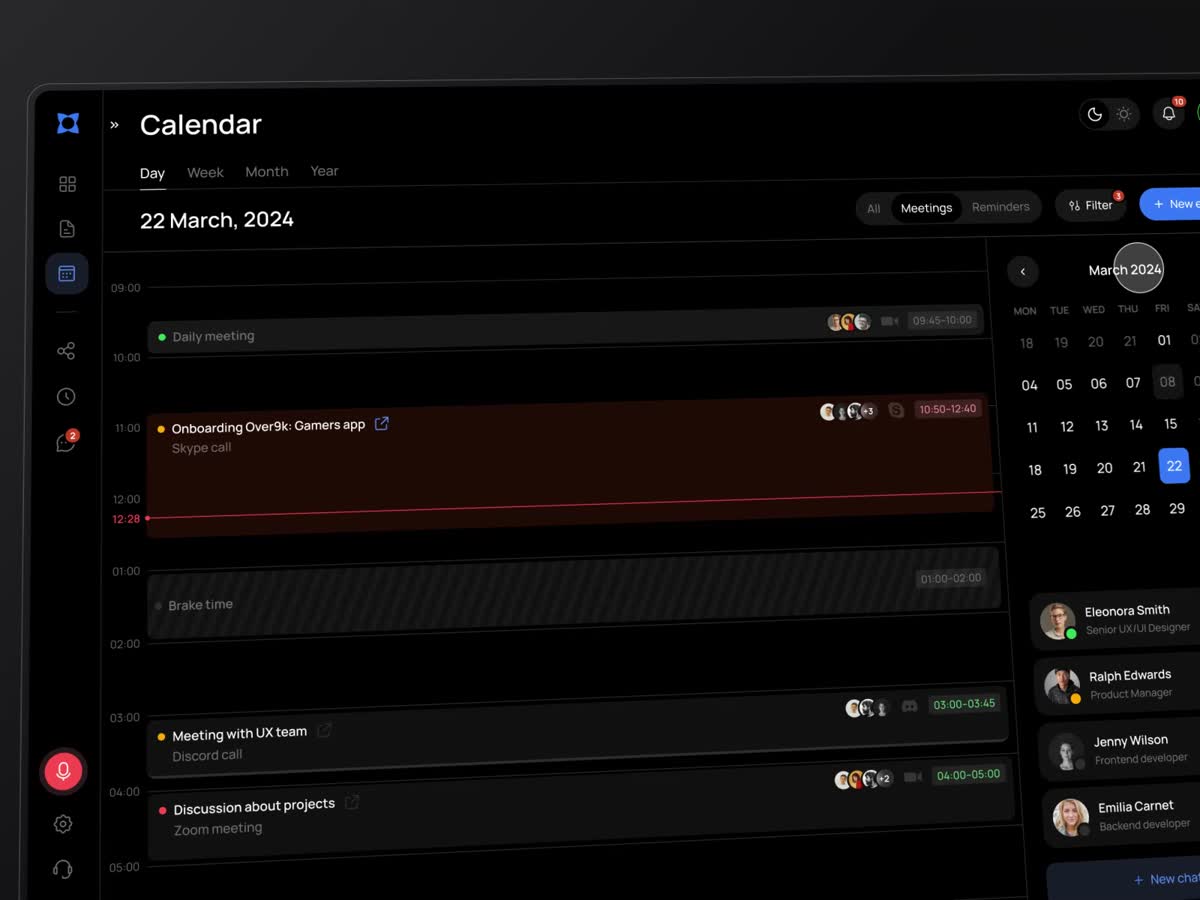 Calendar
10
Day Week Month Year
22 March, 2024
All Meetings Reminders
Filter 3
+ New
March 2024
MON TUE WED THU FRI
18 19 20 21 01
04 05 06 07 08
11 12 13 14 15
18 19 20 21 22
25 26 27 28 29
09:00
Daily meeting 09:45-10:00
10:00
11:00
Onboarding Over9k: Gamers app +3 10:50-12:40
Skype call
12:00
12:28
01:00
Brake time 01:00-02:00
02:00
03:00
Meeting with UX team 03:00-03:45
Discord call
04:00
Discussion about projects +2 04:00-05:00
Zoom meeting
05:00
2
Eleonora Smith
Senior UX/UI Designer
Ralph Edwards
Product Manager
Jenny Wilson
Frontend developer
Emilia Carnet
Backend developer
+ New chat